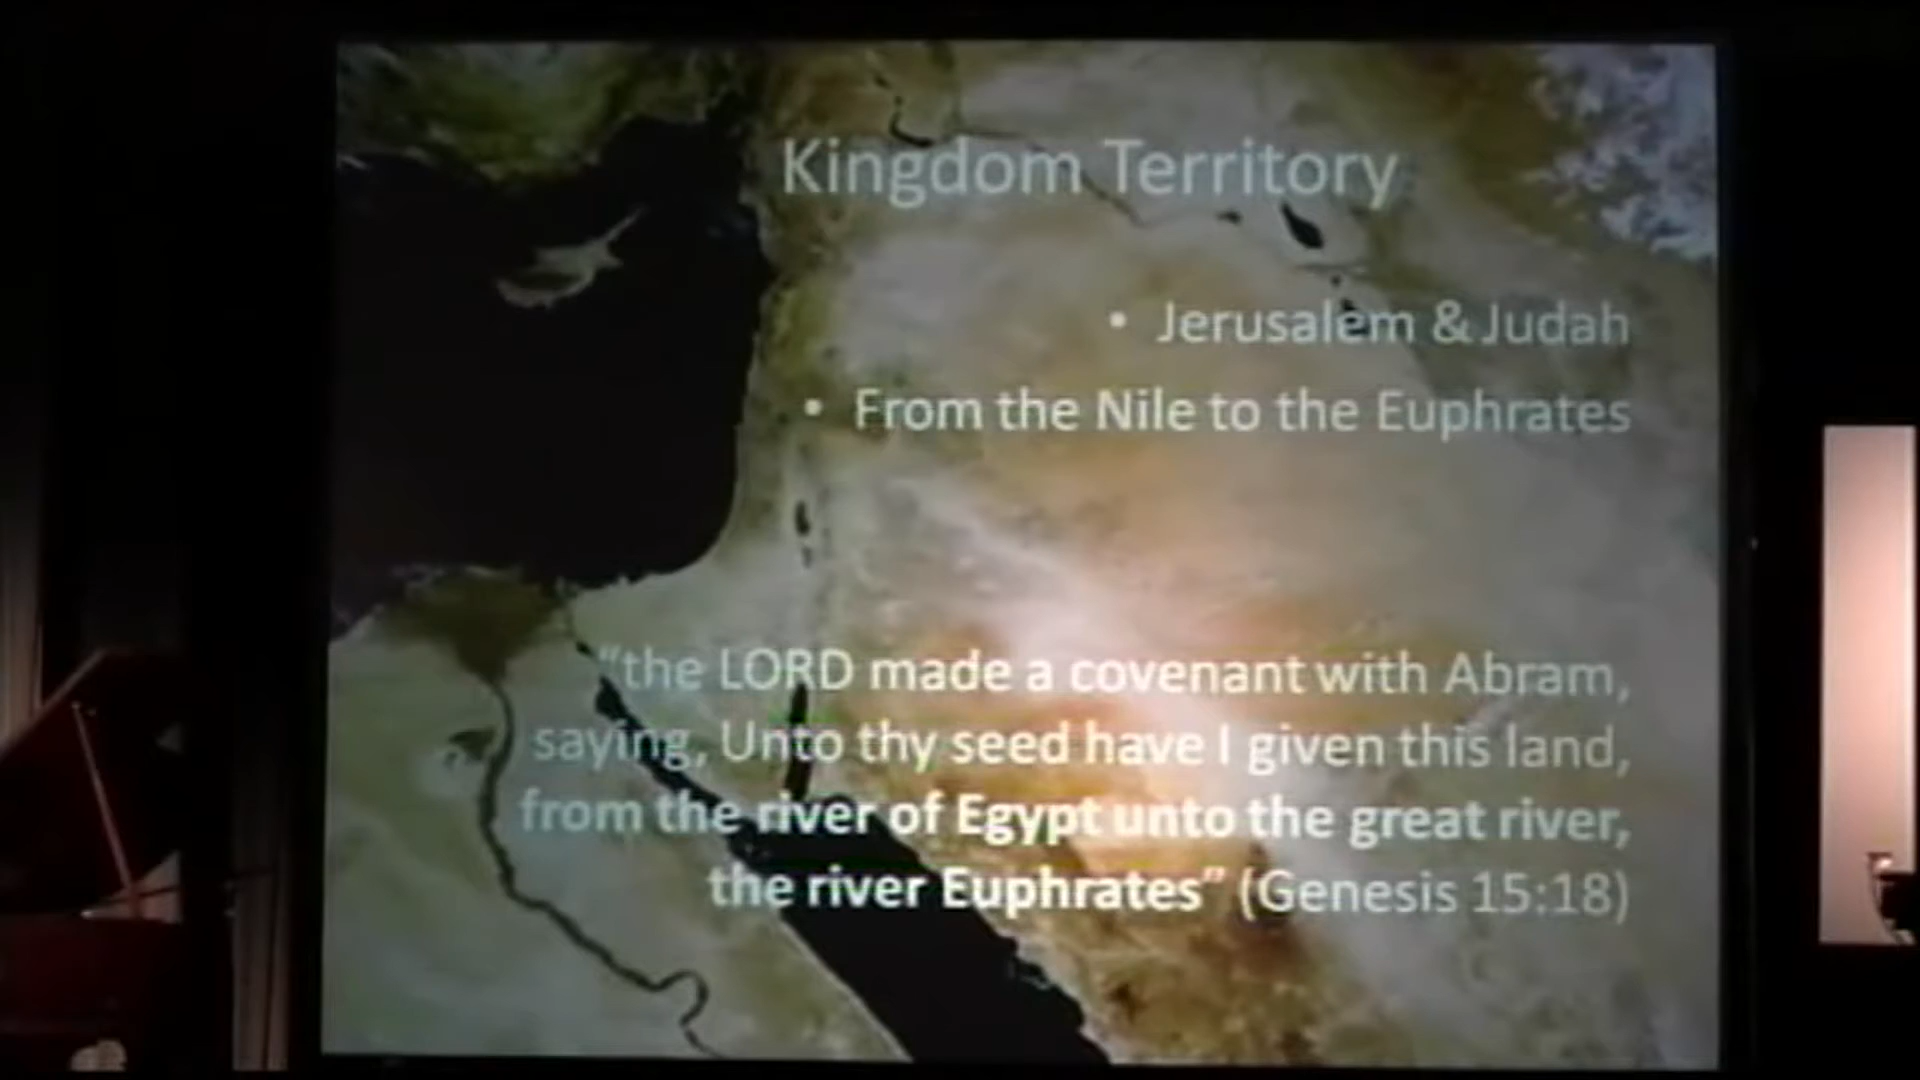 Kingdom Territory
• Jerusalem & Judah
• From the Nile to the Euphrates
“the LORD made a covenant with Abram,
saying, Unto thy seed have I given this land,
from the river of Egypt unto the great river,
the river Euphrates” (Genesis 15:18)